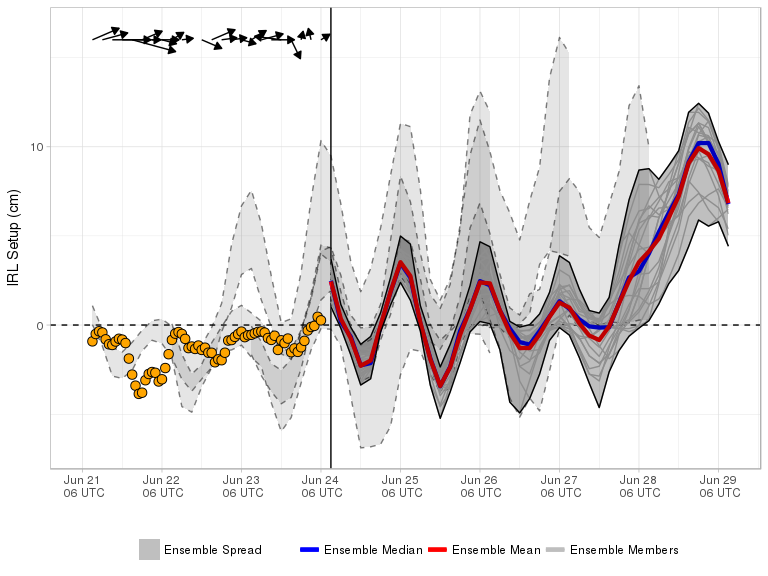 IRL Setup (cm)
10
0
Jun 21 Jun 22 Jun 23 Jun 24 Jun 25 Jun 26 Jun 27 Jun 28 Jun 29
06 UTC 06 UTC 06 UTC 06 UTC 06 UTC 06 UTC 06 UTC 06 UTC 06 UTC
Ensemble Spread Ensemble Median Ensemble Mean Ensemble Members